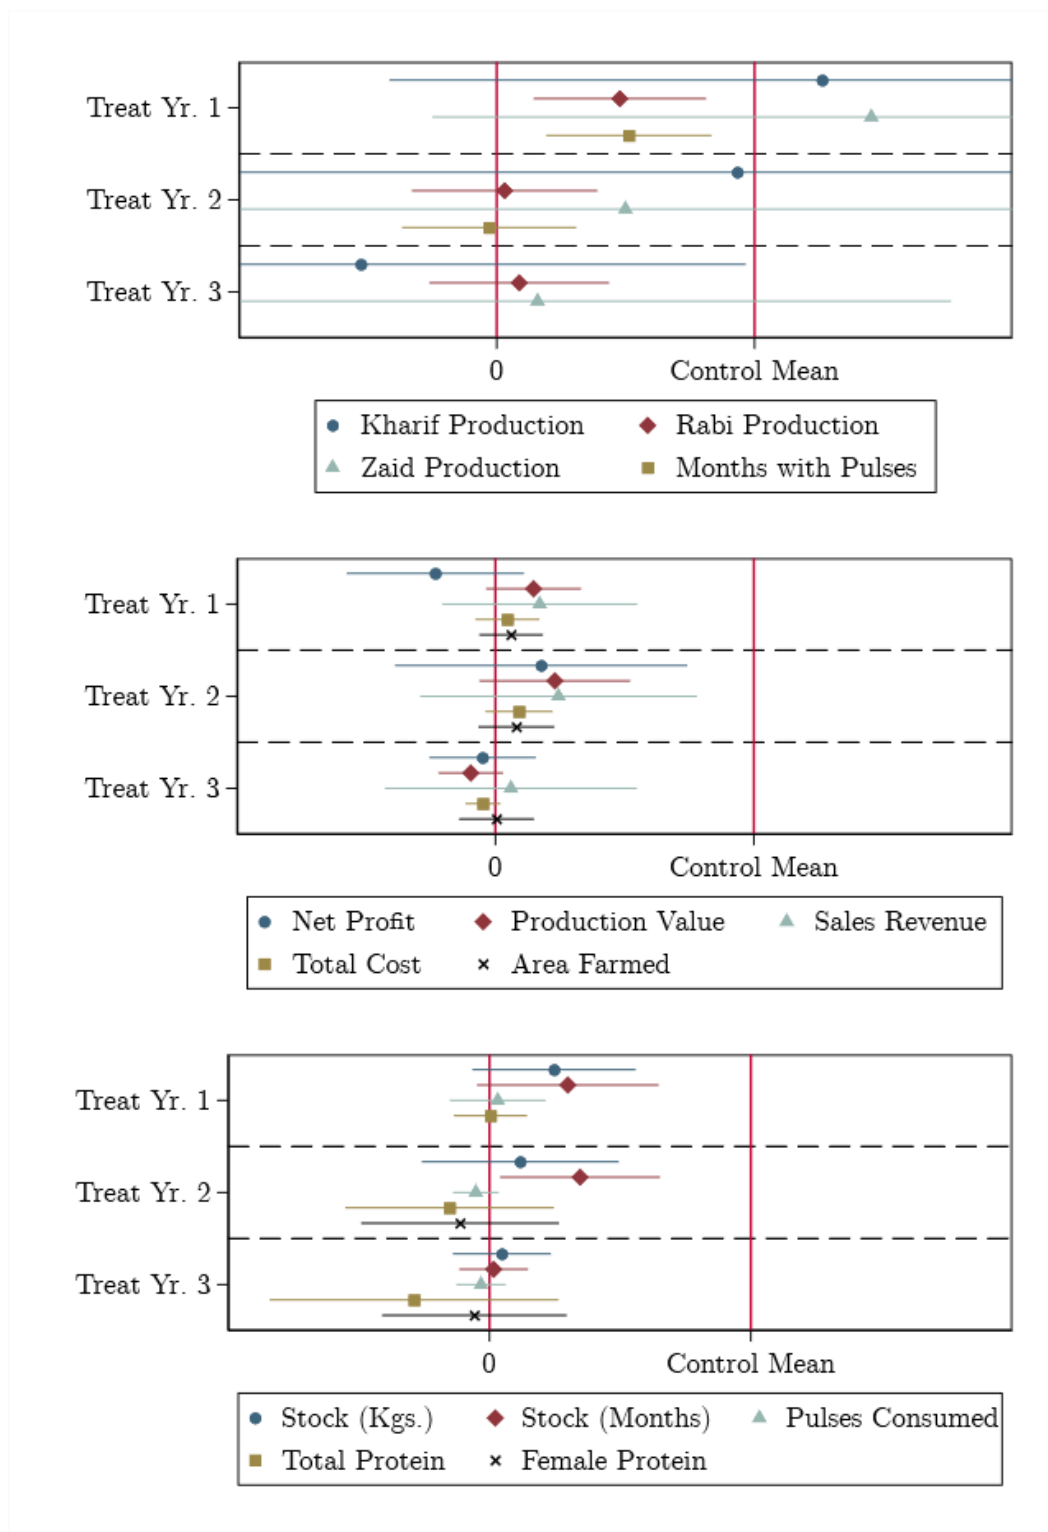 Treat Yr. 1
Treat Yr. 2
Treat Yr. 3
0 Control Mean
Kharif Production Rabi Production
Zaid Production Months with Pulses
Treat Yr. 1
Treat Yr. 2
Treat Yr. 3
0 Control Mean
Net Profit Production Value Sales Revenue
Total Cost Area Farmed
Treat Yr. 1
Treat Yr. 2
Treat Yr. 3
0 Control Mean
Stock (Kgs.) Stock (Months) Pulses Consumed
Total Protein Female Protein